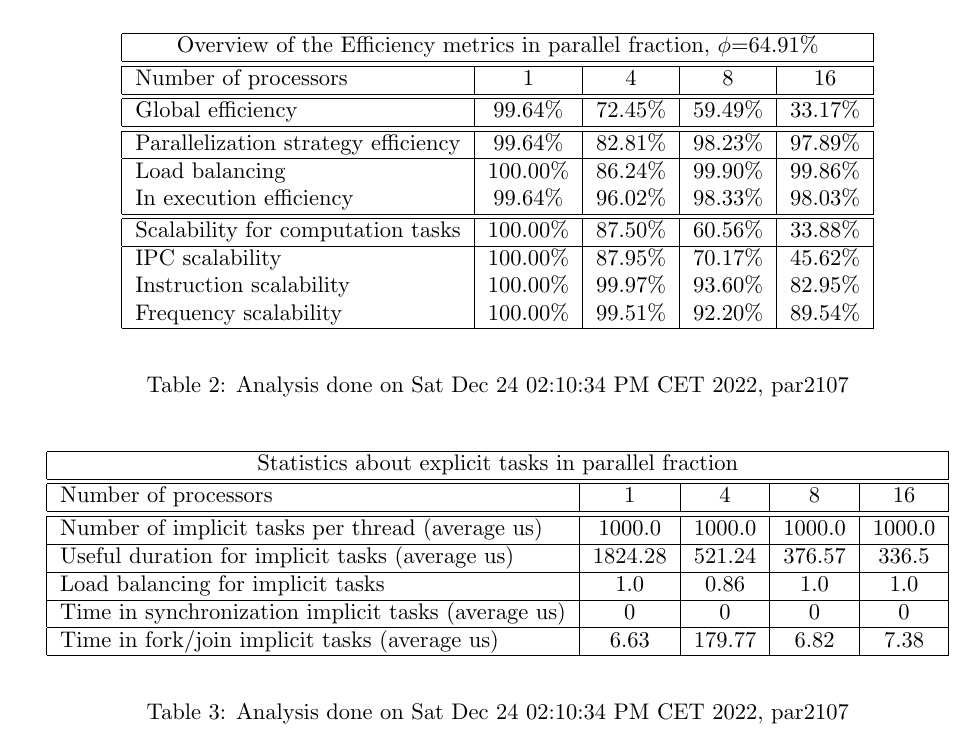 Overview of the Efficiency metrics in parallel fraction, ϕ=64.91%
Number of processors 1 4 8 16
Global efficiency 99.64% 72.45% 59.49% 33.17%
Parallelization strategy efficiency 99.64% 82.81% 98.23% 97.89%
Load balancing 100.00% 86.24% 99.90% 99.86%
In execution efficiency 99.64% 96.02% 98.33% 98.03%
Scalability for computation tasks 100.00% 87.50% 60.56% 33.88%
IPC scalability 100.00% 87.95% 70.17% 45.62%
Instruction scalability 100.00% 99.97% 93.60% 82.95%
Frequency scalability 100.00% 99.51% 92.20% 89.54%
Table 2: Analysis done on Sat Dec 24 02:10:34 PM CET 2022, par2107
Statistics about explicit tasks in parallel fraction
Number of processors 1 4 8 16
Number of implicit tasks per thread (average us) 1000.0 1000.0 1000.0 1000.0
Useful duration for implicit tasks (average us) 1824.28 521.24 376.57 336.5
Load balancing for implicit tasks 1.0 0.86 1.0 1.0
Time in synchronization implicit tasks (average us) 0 0 0 0
Time in fork/join implicit tasks (average us) 6.63 179.77 6.82 7.38
Table 3: Analysis done on Sat Dec 24 02:10:34 PM CET 2022, par2107